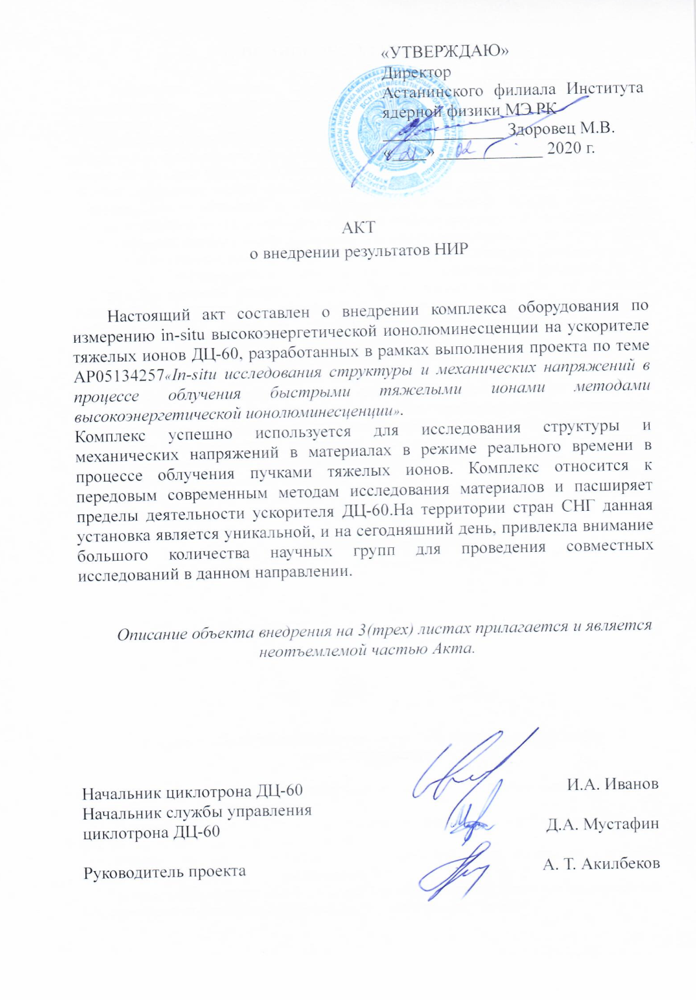 «УТВЕРЖДАЮ»
Директор
Астанинского филиала Института
ядерной физики МЭ РК
______________ Здоровец М.В.
«____» 02 ____________ 2020 г.
АКТ
о внедрении результатов НИР
Настоящий акт составлен о внедрении комплекса оборудования по
измерению in-situ высокоэнергетической ионолюминесценции на ускорителе
тяжелых ионов ДЦ-60, разработанных в рамках выполнения проекта по теме
АР05134257«In-situ исследования структуры и механических напряжений в
процессе облучения быстрыми тяжелыми ионами методами
высокоэнергетической ионолюминесценции».
Комплекс успешно используется для исследования структуры и
механических напряжений в материалах в режиме реального времени в
процессе облучения пучками тяжелых ионов. Комплекс относится к
передовым современным методам исследования материалов и пасширяет
пределы деятельности ускорителя ДЦ-60.На территории стран СНГ данная
установка является уникальной, и на сегодняшний день, привлекла внимание
большого количества научных групп для проведения совместных
исследований в данном направлении.
Описание объекта внедрения на 3(трех) листах прилагается и является
неотъемлемой частью Акта.
Начальник циклотрона ДЦ-60 И.А. Иванов
Начальник службы управления
циклотрона ДЦ-60 Д.А. Мустафин
Руководитель проекта А. Т. Акилбеков